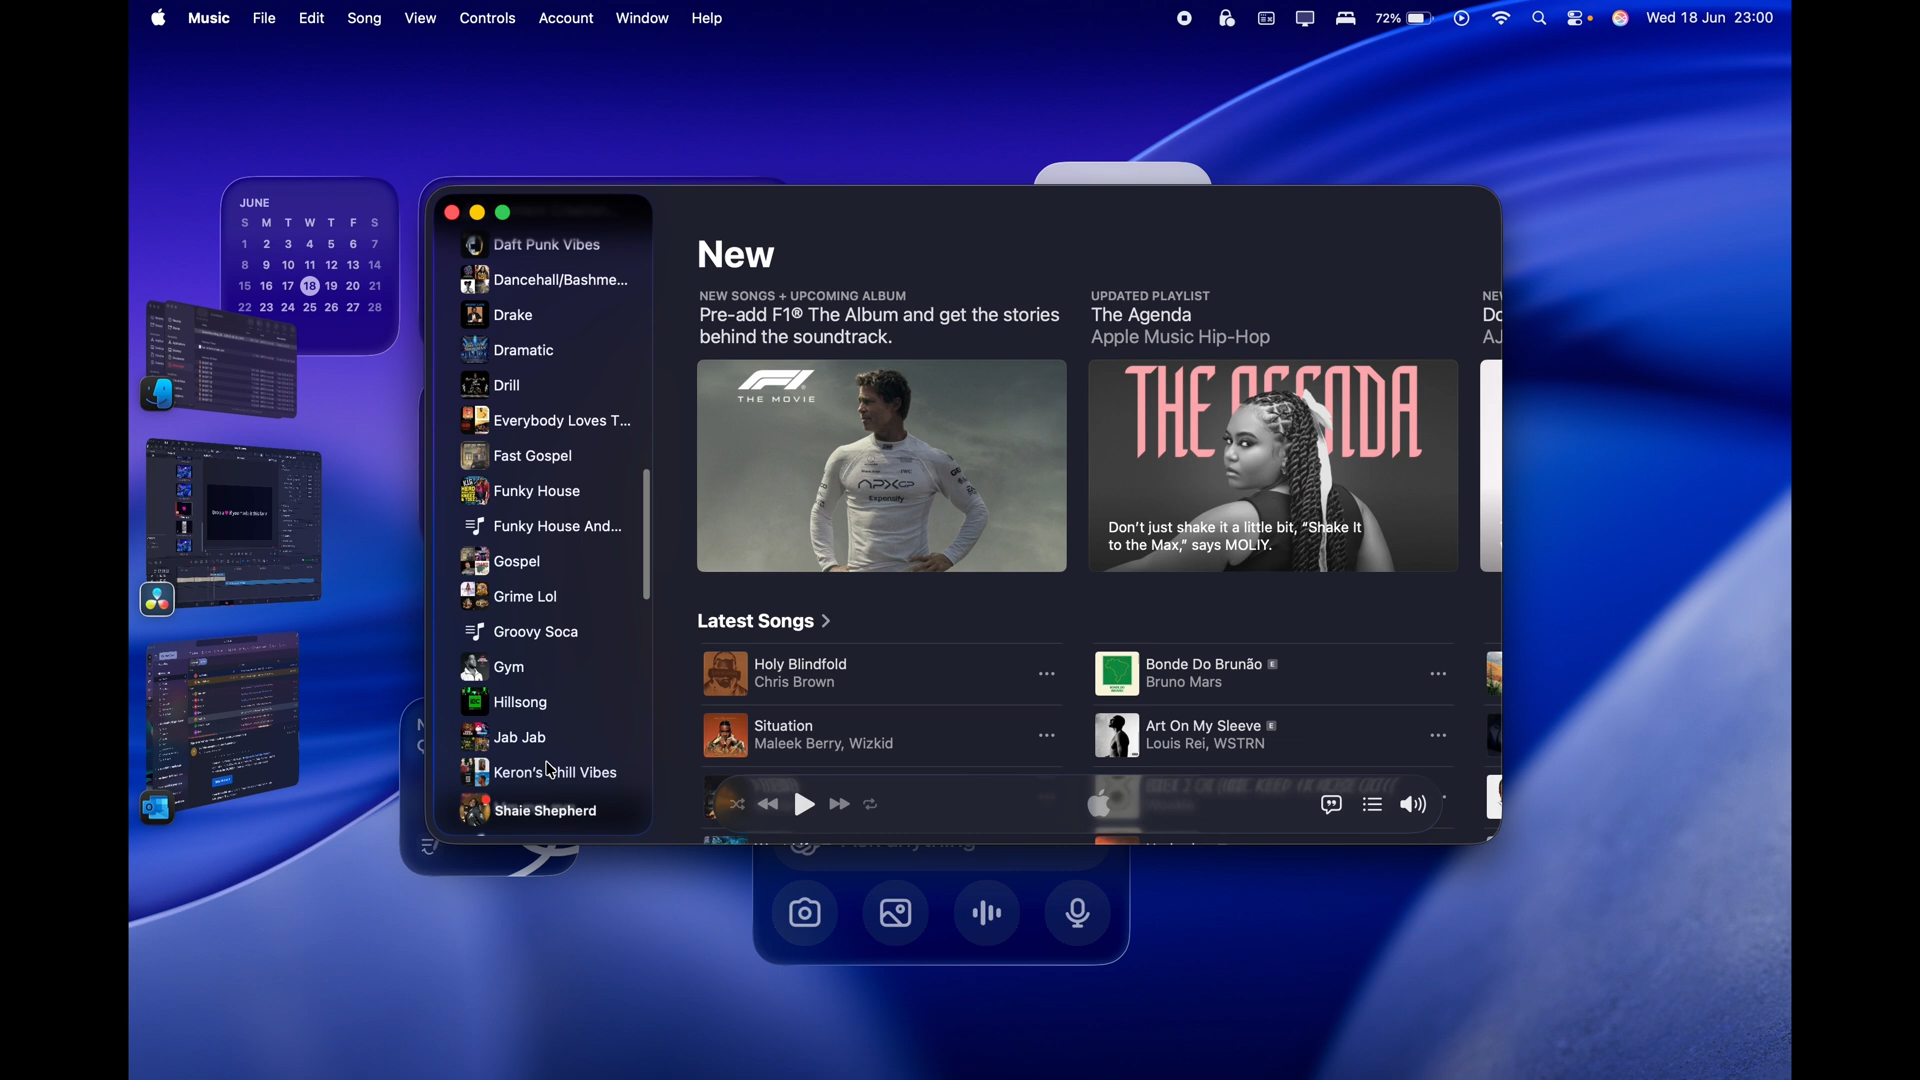 Music File Edit Song View Controls Account Window Help
72%
Wed 18 Jun 23:00
JUNE
S M T W T F S
1 2 3 4 5 6 7
8 9 10 11 12 13 14
15 16 17 18 19 20 21
22 23 24 25 26 27 28
Daft Punk Vibes
Dancehall/Bashme...
Drake
Dramatic
Drill
Everybody Loves T...
Fast Gospel
Funky House
Funky House And...
Gospel
Grime Lol
Groovy Soca
Gym
Hillsong
Jab Jab
Keron's Chill Vibes
Shaie Shepherd
New
NEW SONGS + UPCOMING ALBUM
Pre-add F1® The Album and get the stories
behind the soundtrack.
THE MOVIE
APXGP
Expensify
UPDATED PLAYLIST
The Agenda
Apple Music Hip-Hop
THE AGENDA
Don't just shake it a little bit, "Shake It
to the Max," says MOLIY.
Latest Songs
Holy Blindfold
Chris Brown
Situation
Maleek Berry, Wizkid
Bonde Do Brunão E
Bruno Mars
Art On My Sleeve E
Louis Rei, WSTRN